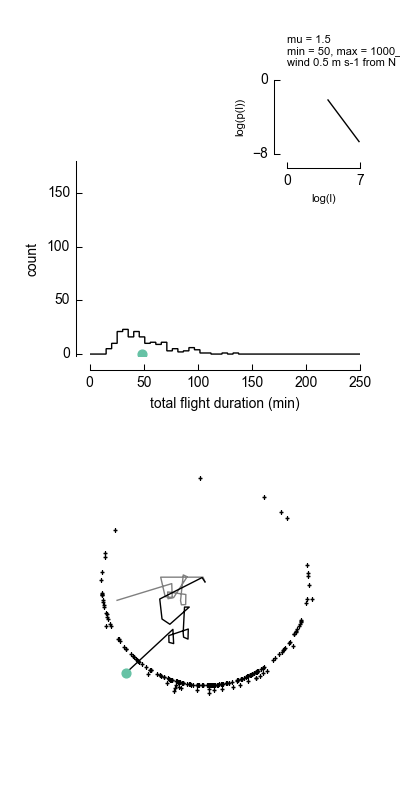 mu = 1.5
min = 50, max = 1000_
wind 0.5 m s-1 from N
0
log(p(l))
−8
0 7
log(l)
150
100
50
0
count
0 50 100 150 200 250
total flight duration (min)